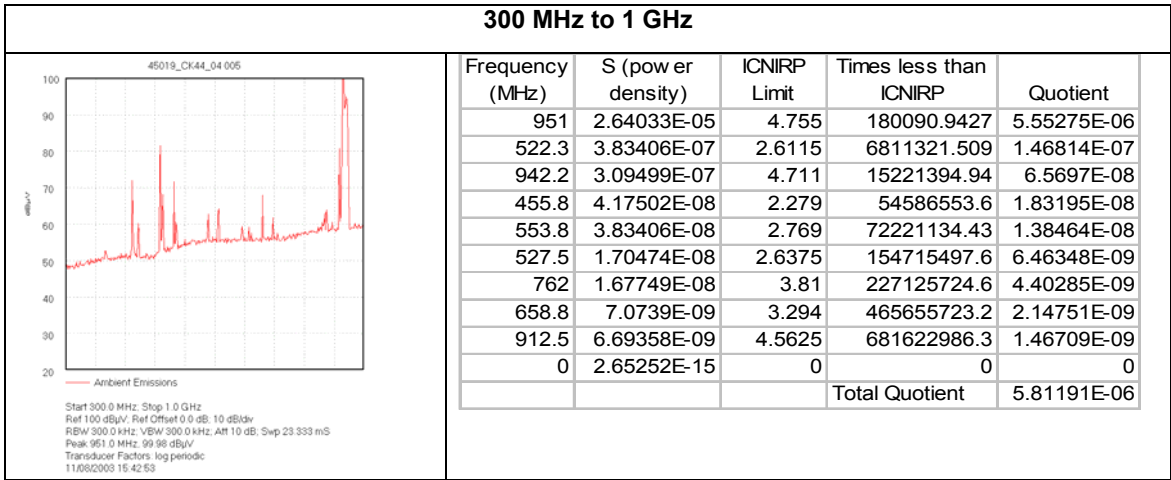 300 MHz to 1 GHz
45019_CK44_04 005
100
90
80
70
60
50
40
30
20
dBµV
Ambient Emissions
Start 300.0 MHz; Stop 1.0 GHz
Ref 100 dBµV; Ref Offset 0.0 dB; 10 dB/div
RBW 300.0 kHz; VBW 300.0 kHz; Att 10 dB; Swp 23.333 mS
Peak 951.0 MHz, 99.98 dBµV
Transducer Factors: log periodic
11/08/2003 15:42:53
Frequency (MHz) S (pow er density) ICNIRP Limit Times less than ICNIRP Quotient
951 2.64033E-05 4.755 180090.9427 5.55275E-06
522.3 3.83406E-07 2.6115 6811321.509 1.46814E-07
942.2 3.09499E-07 4.711 15221394.94 6.5697E-08
455.8 4.17502E-08 2.279 54586553.6 1.83195E-08
553.8 3.83406E-08 2.769 72221134.43 1.38464E-08
527.5 1.70474E-08 2.6375 154715497.6 6.46348E-09
762 1.67749E-08 3.81 227125724.6 4.40285E-09
658.8 7.0739E-09 3.294 465655723.2 2.14751E-09
912.5 6.69358E-09 4.5625 681622986.3 1.46709E-09
0 2.65252E-15 0 0 0
Total Quotient 5.81191E-06